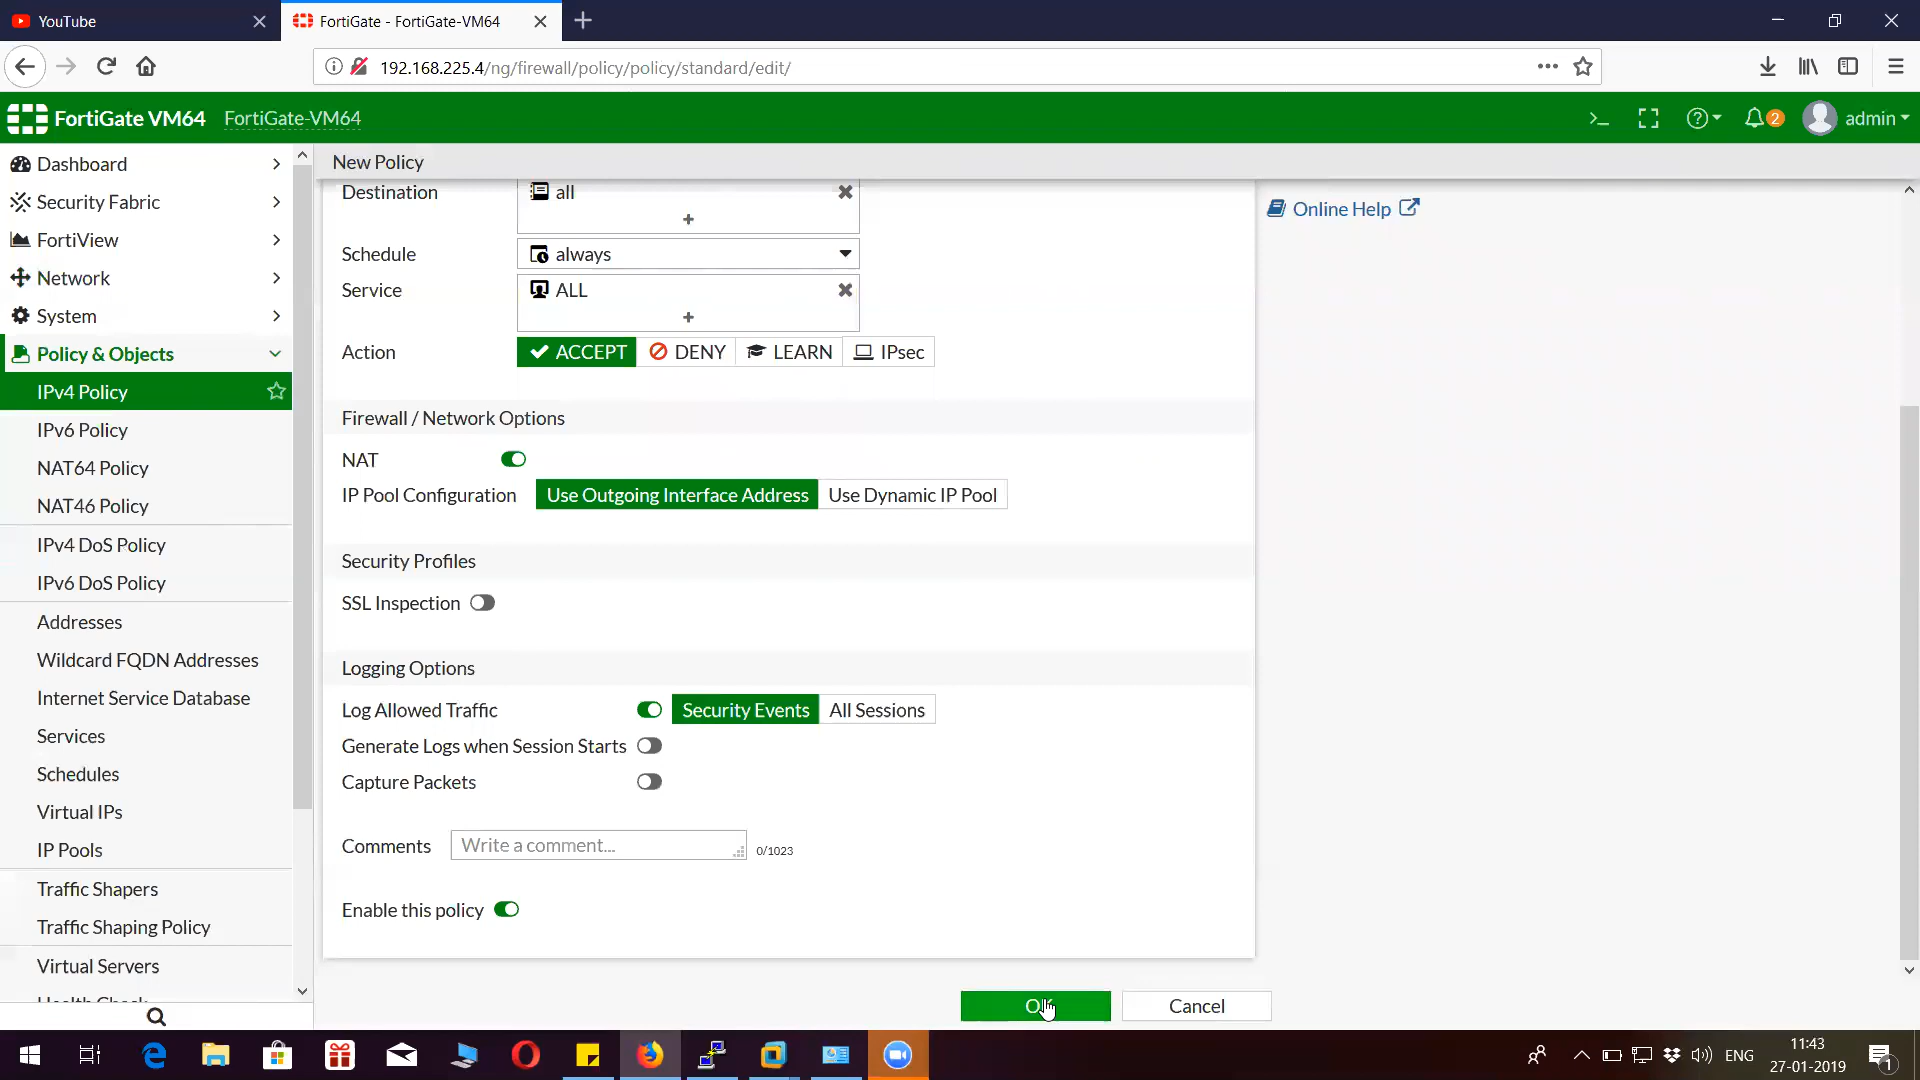 YouTube
FortiGate - FortiGate-VM64
192.168.225.4/ng/firewall/policy/policy/standard/edit/
FortiGate VM64 FortiGate-VM64
2
admin
Dashboard
Security Fabric
FortiView
Network
System
Policy & Objects
IPv4 Policy
IPv6 Policy
NAT64 Policy
NAT46 Policy
IPv4 DoS Policy
IPv6 DoS Policy
Addresses
Wildcard FQDN Addresses
Internet Service Database
Services
Schedules
Virtual IPs
IP Pools
Traffic Shapers
Traffic Shaping Policy
Virtual Servers
Health Check
New Policy
Destination all
+
Schedule always
Service ALL
+
Action ACCEPT DENY LEARN IPsec
Firewall / Network Options
NAT
IP Pool Configuration Use Outgoing Interface Address Use Dynamic IP Pool
Security Profiles
SSL Inspection
Logging Options
Log Allowed Traffic Security Events All Sessions
Generate Logs when Session Starts
Capture Packets
Comments Write a comment... 0/1023
Enable this policy
OK Cancel
Online Help
ENG
11:43
27-01-2019
1